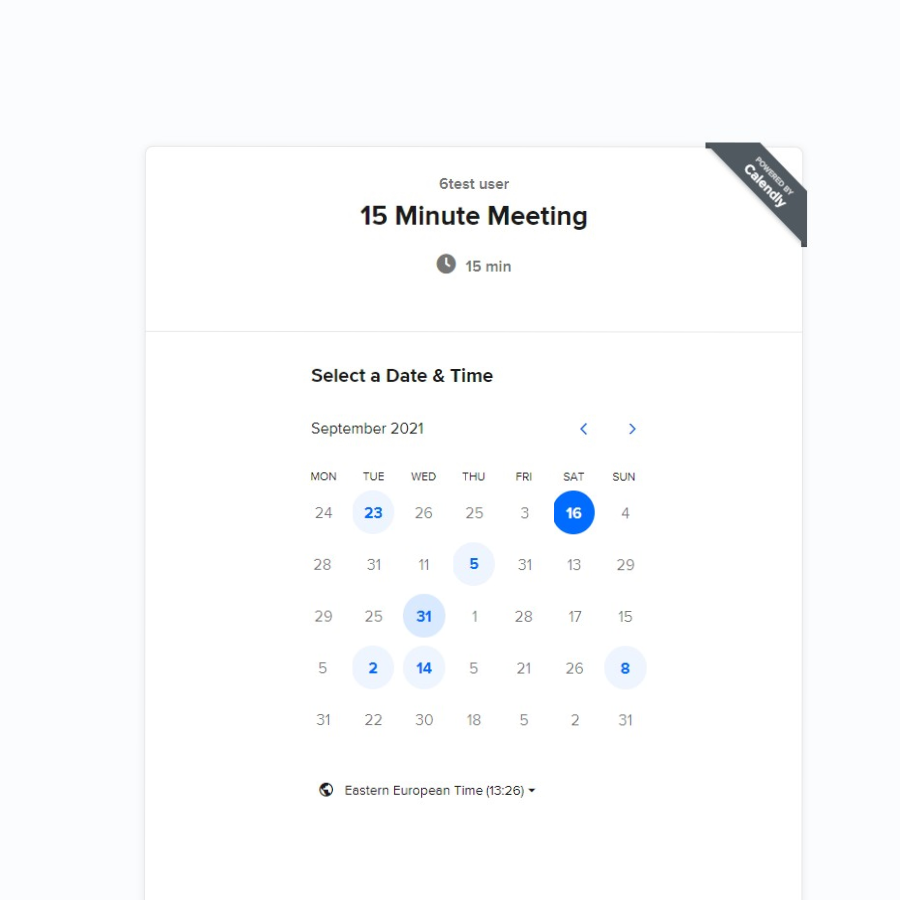 POWERED BY
Calendly
6test user
15 Minute Meeting
15 min
Select a Date & Time
September 2021
MON TUE WED THU FRI SAT SUN
24 23 26 25 3 16 4
28 31 11 5 31 13 29
29 25 31 1 28 17 15
5 2 14 5 21 26 8
31 22 30 18 5 2 31
Eastern European Time (13:26)